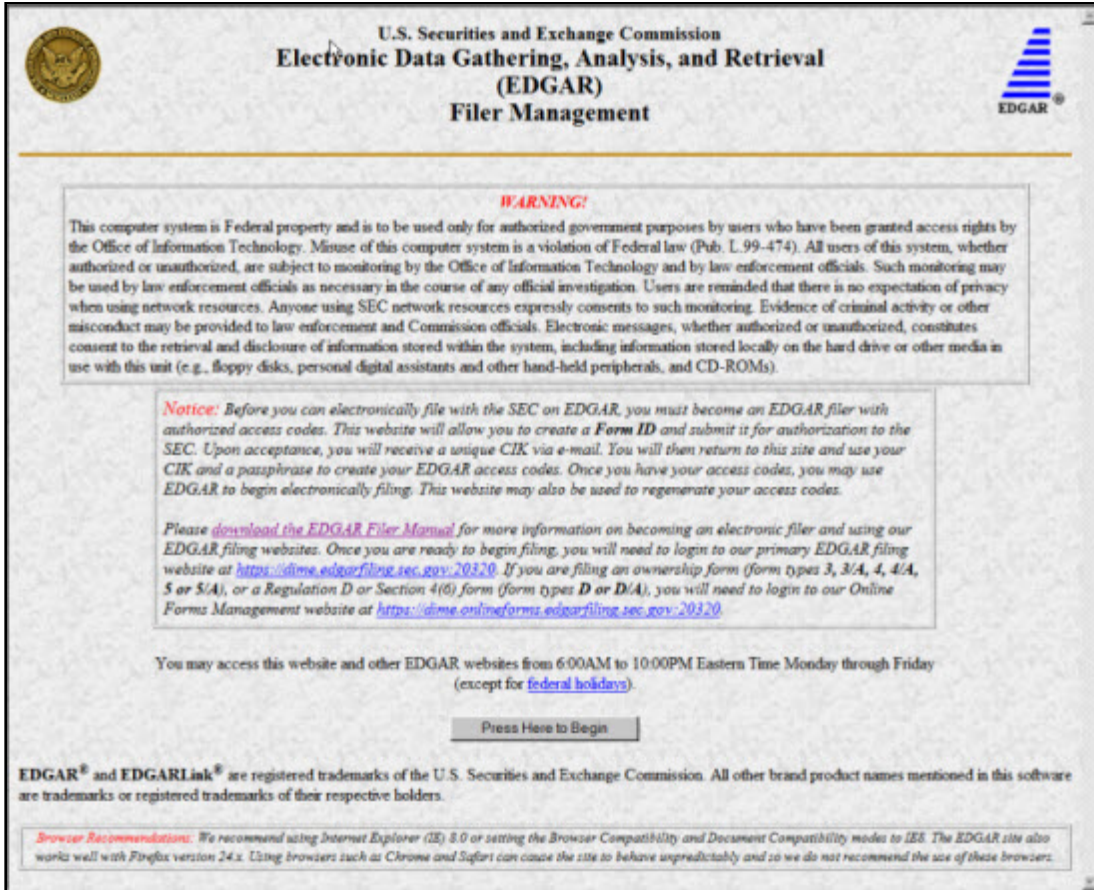 U.S. Securities and Exchange Commission
Electronic Data Gathering, Analysis, and Retrieval
(EDGAR)
Filer Management
EDGAR ®
WARNING!
This computer system is Federal property and is to be used only for authorized government purposes by users who have been granted access rights by
the Office of Information Technology. Misuse of this computer system is a violation of Federal law (Pub. L.99-474). All users of this system, whether
authorized or unauthorized, are subject to monitoring by the Office of Information Technology and by law enforcement officials. Such monitoring may
be used by law enforcement officials as necessary in the course of any official investigation. Users are reminded that there is no expectation of privacy
when using network resources. Anyone using SEC network resources expressly consents to such monitoring. Evidence of criminal activity or other
misconduct may be provided to law enforcement and Commission officials. Electronic messages, whether authorized or unauthorized, constitutes
consent to the retrieval and disclosure of information stored within the system, including information stored locally on the hard drive or other media in
use with this unit (e.g., floppy disks, personal digital assistants and other hand-held peripherals, and CD-ROMs).
Notice: Before you can electronically file with the SEC on EDGAR, you must become an EDGAR filer with
authorized access codes. This website will allow you to create a Form ID and submit it for authorization to the
SEC. Upon acceptance, you will receive a unique CIK via e-mail. You will then return to this site and use your
CIK and a passphrase to create your EDGAR access codes. Once you have your access codes, you may use
EDGAR to begin electronically filing. This website may also be used to regenerate your access codes.
Please download the EDGAR Filer Manual for more information on becoming an electronic filer and using our
EDGAR filing websites. Once you are ready to begin filing, you will need to login to our primary EDGAR filing
website at https://dime.edgarfiling.sec.gov:20320. If you are filing an ownership form (form types 3, 3/A, 4, 4/A,
5 or 5/A), or a Regulation D or Section 4(6) form (form types D or D/A), you will need to login to our Online
Forms Management website at https://dime.onlineforms.edgarfiling.sec.gov:20320.
You may access this website and other EDGAR websites from 6:00AM to 10:00PM Eastern Time Monday through Friday
(except for federal holidays).
Press Here to Begin
EDGAR® and EDGARLink® are registered trademarks of the U.S. Securities and Exchange Commission. All other brand product names mentioned in this software
are trademarks or registered trademarks of their respective holders.
Browser Recommendations: We recommend using Internet Explorer (IE) 8.0 or setting the Browser Compatibility and Document Compatibility modes to IE8. The EDGAR site also
works well with Firefox version 24.x. Using browsers such as Chrome and Safari can cause the site to behave unpredictably and so we do not recommend the use of these browsers.